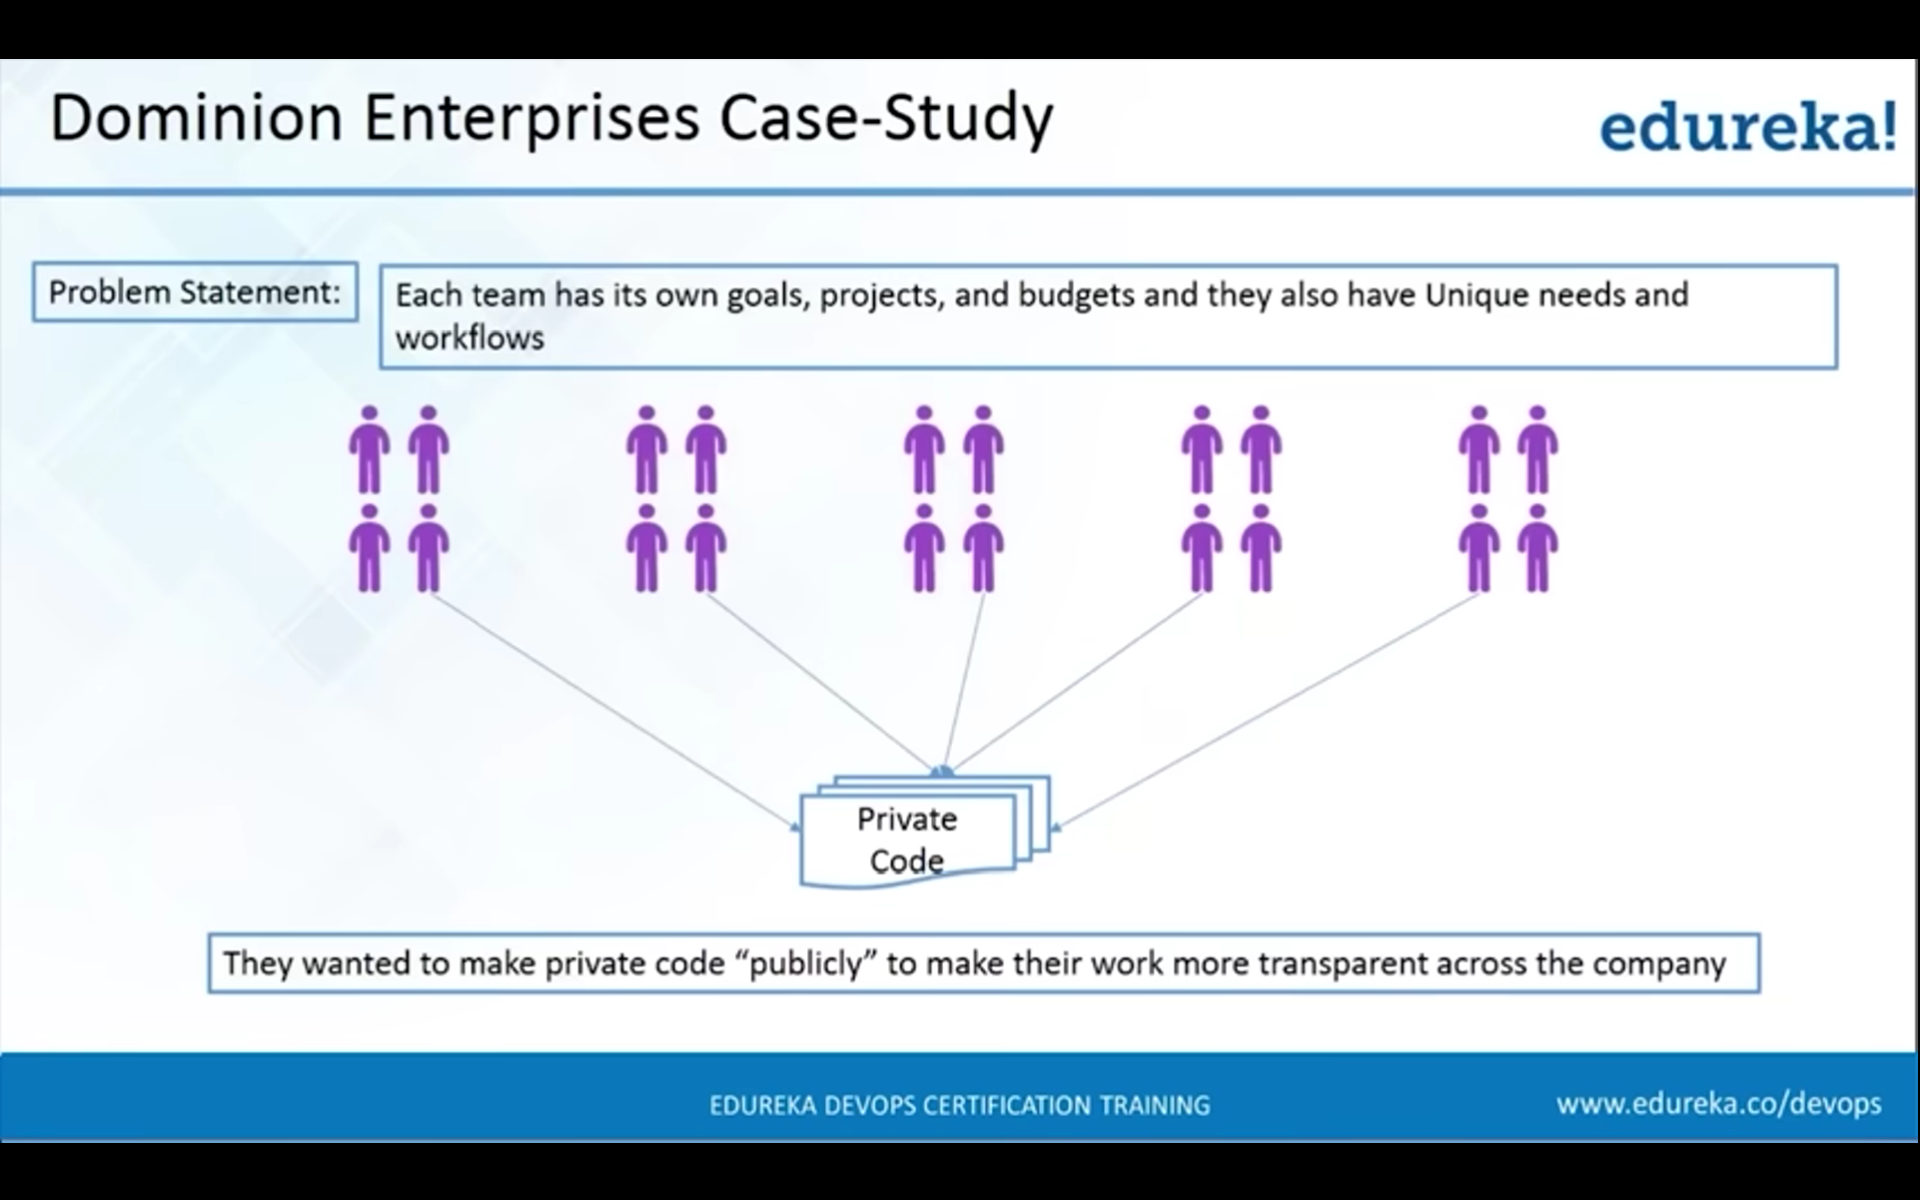 Dominion Enterprises Case-Study
edureka!
Problem Statement:
Each team has its own goals, projects, and budgets and they also have Unique needs and
workflows
Private
Code
They wanted to make private code “publicly” to make their work more transparent across the company
EDUREKA DEVOPS CERTIFICATION TRAINING
www.edureka.co/devops